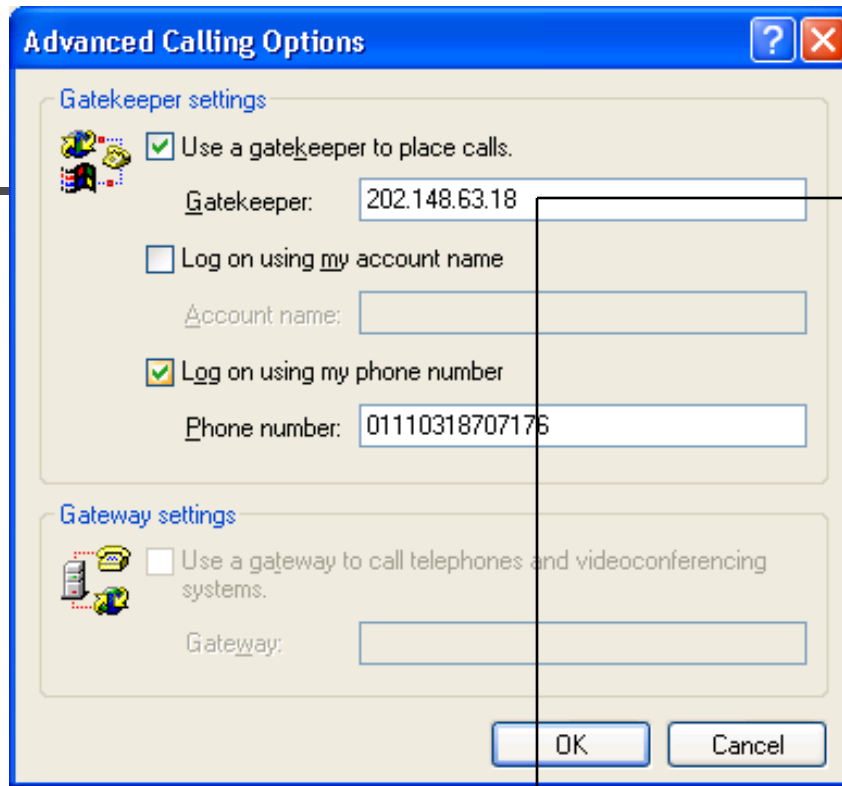 Advanced Calling Options
Gatekeeper settings
Use a gatekeeper to place calls.
Gatekeeper: 202.148.63.18
Log on using my account name
Account name:
Log on using my phone number
Phone number: 01110318707176
Gateway settings
Use a gateway to call telephones and videoconferencing
systems.
Gateway:
OK Cancel